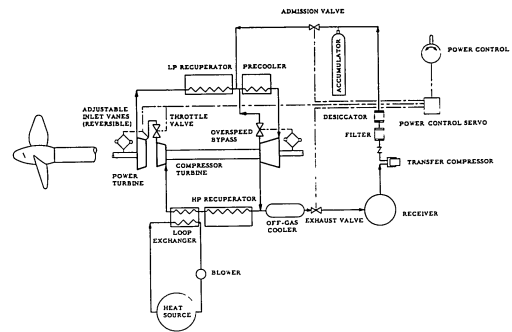 ADMISSION VALVE
LP RECUPERATOR
PRECOOLER
ACCUMULATOR
POWER CONTROL
ADJUSTABLE
INLET VANES
(REVERSIBLE)
THROTTLE
VALVE
OVERSPEED
BYPASS
DESICCATOR
FILTER
POWER CONTROL SERVO
TRANSFER COMPRESSOR
POWER
TURBINE
COMPRESSOR
TURBINE
HP RECUPERATOR
LOOP
EXCHANGER
OFF-GAS
COOLER
EXHAUST VALVE
RECEIVER
BLOWER
HEAT
SOURCE